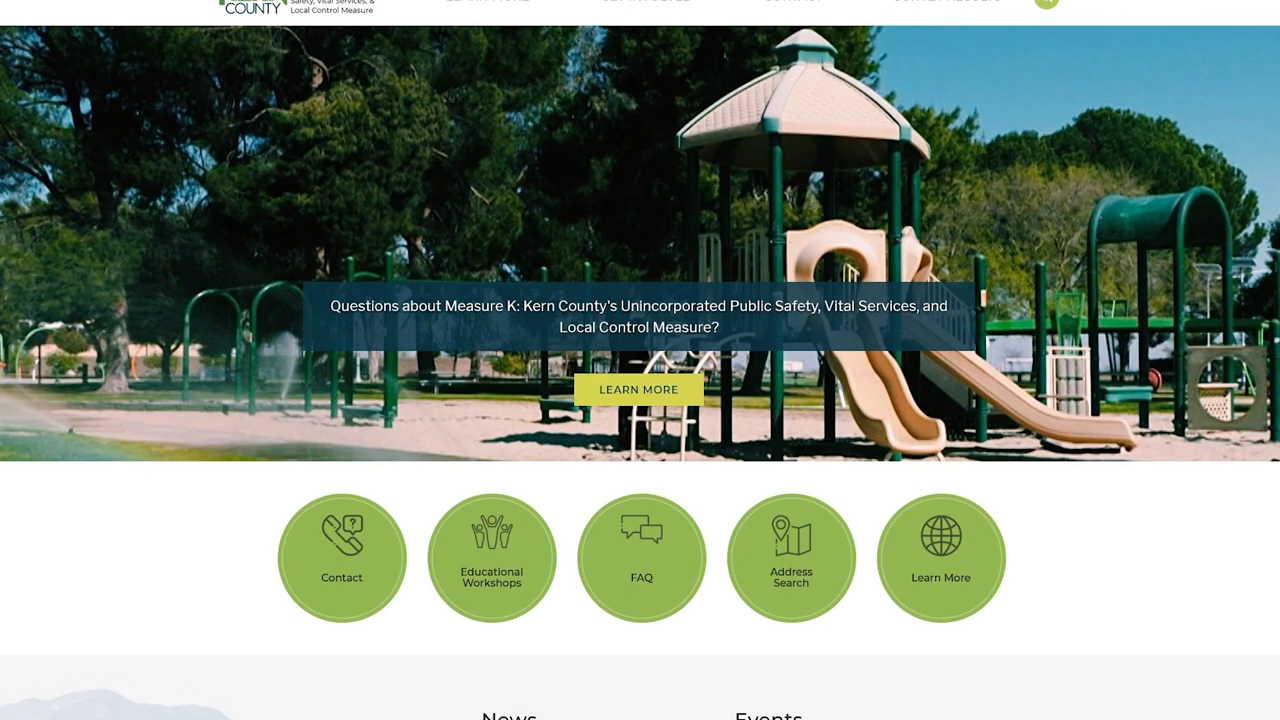 COUNTY
Safety, Vital Services, &
Local Control Measure
Questions about Measure K: Kern County's Unincorporated Public Safety, Vital Services, and
Local Control Measure?
LEARN MORE
Contact
Educational
Workshops
FAQ
Address
Search
Learn More
News
Events